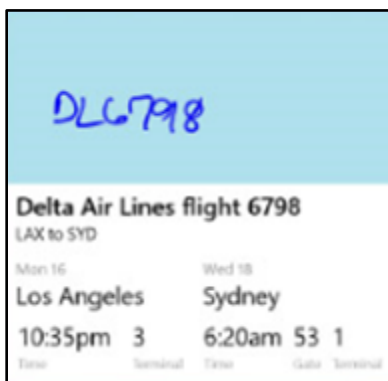 DL6798
Delta Air Lines flight 6798
LAX to SYD
Mon 16 Wed 18
Los Angeles Sydney
10:35pm 3 6:20am 53 1
Time Terminal Time Gate Terminal